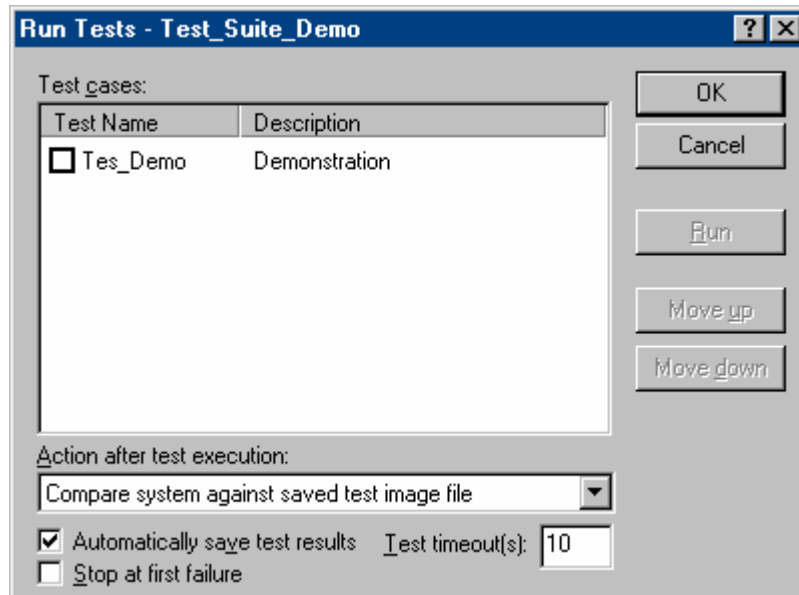 Run Tests - Test_Suite_Demo
?
Test cases:
Test Name Description
Tes_Demo Demonstration
OK
Cancel
Run
Move up
Move down
Action after test execution:
Compare system against saved test image file
Automatically save test results Test timeout(s): 10
Stop at first failure